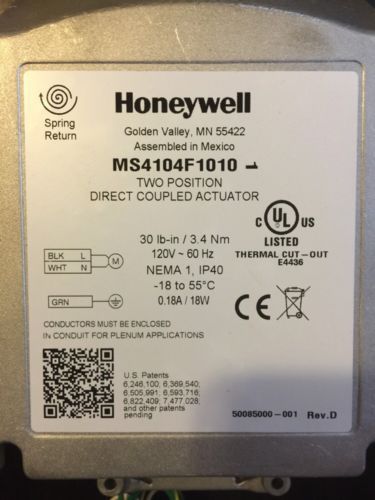 Spring
Return
Honeywell
Golden Valley, MN 55422
Assembled in Mexico
MS4104F1010
TWO POSITION
DIRECT COUPLED ACTUATOR
C UL US
LISTED
THERMAL CUT-OUT
E4436
BLK L
WHT N
M
GRN
30 lb-in / 3.4 Nm
120V ~ 60 Hz
NEMA 1, IP40
-18 to 55°C
0.18A / 18W
CE
CONDUCTORS MUST BE ENCLOSED
IN CONDUIT FOR PLENUM APPLICATIONS
U.S. Patents
6,246,100; 6,369,540;
6,505,991; 6,593,716;
6,822,409; 7,477,028;
and other patents
pending
50085000-001 Rev.D